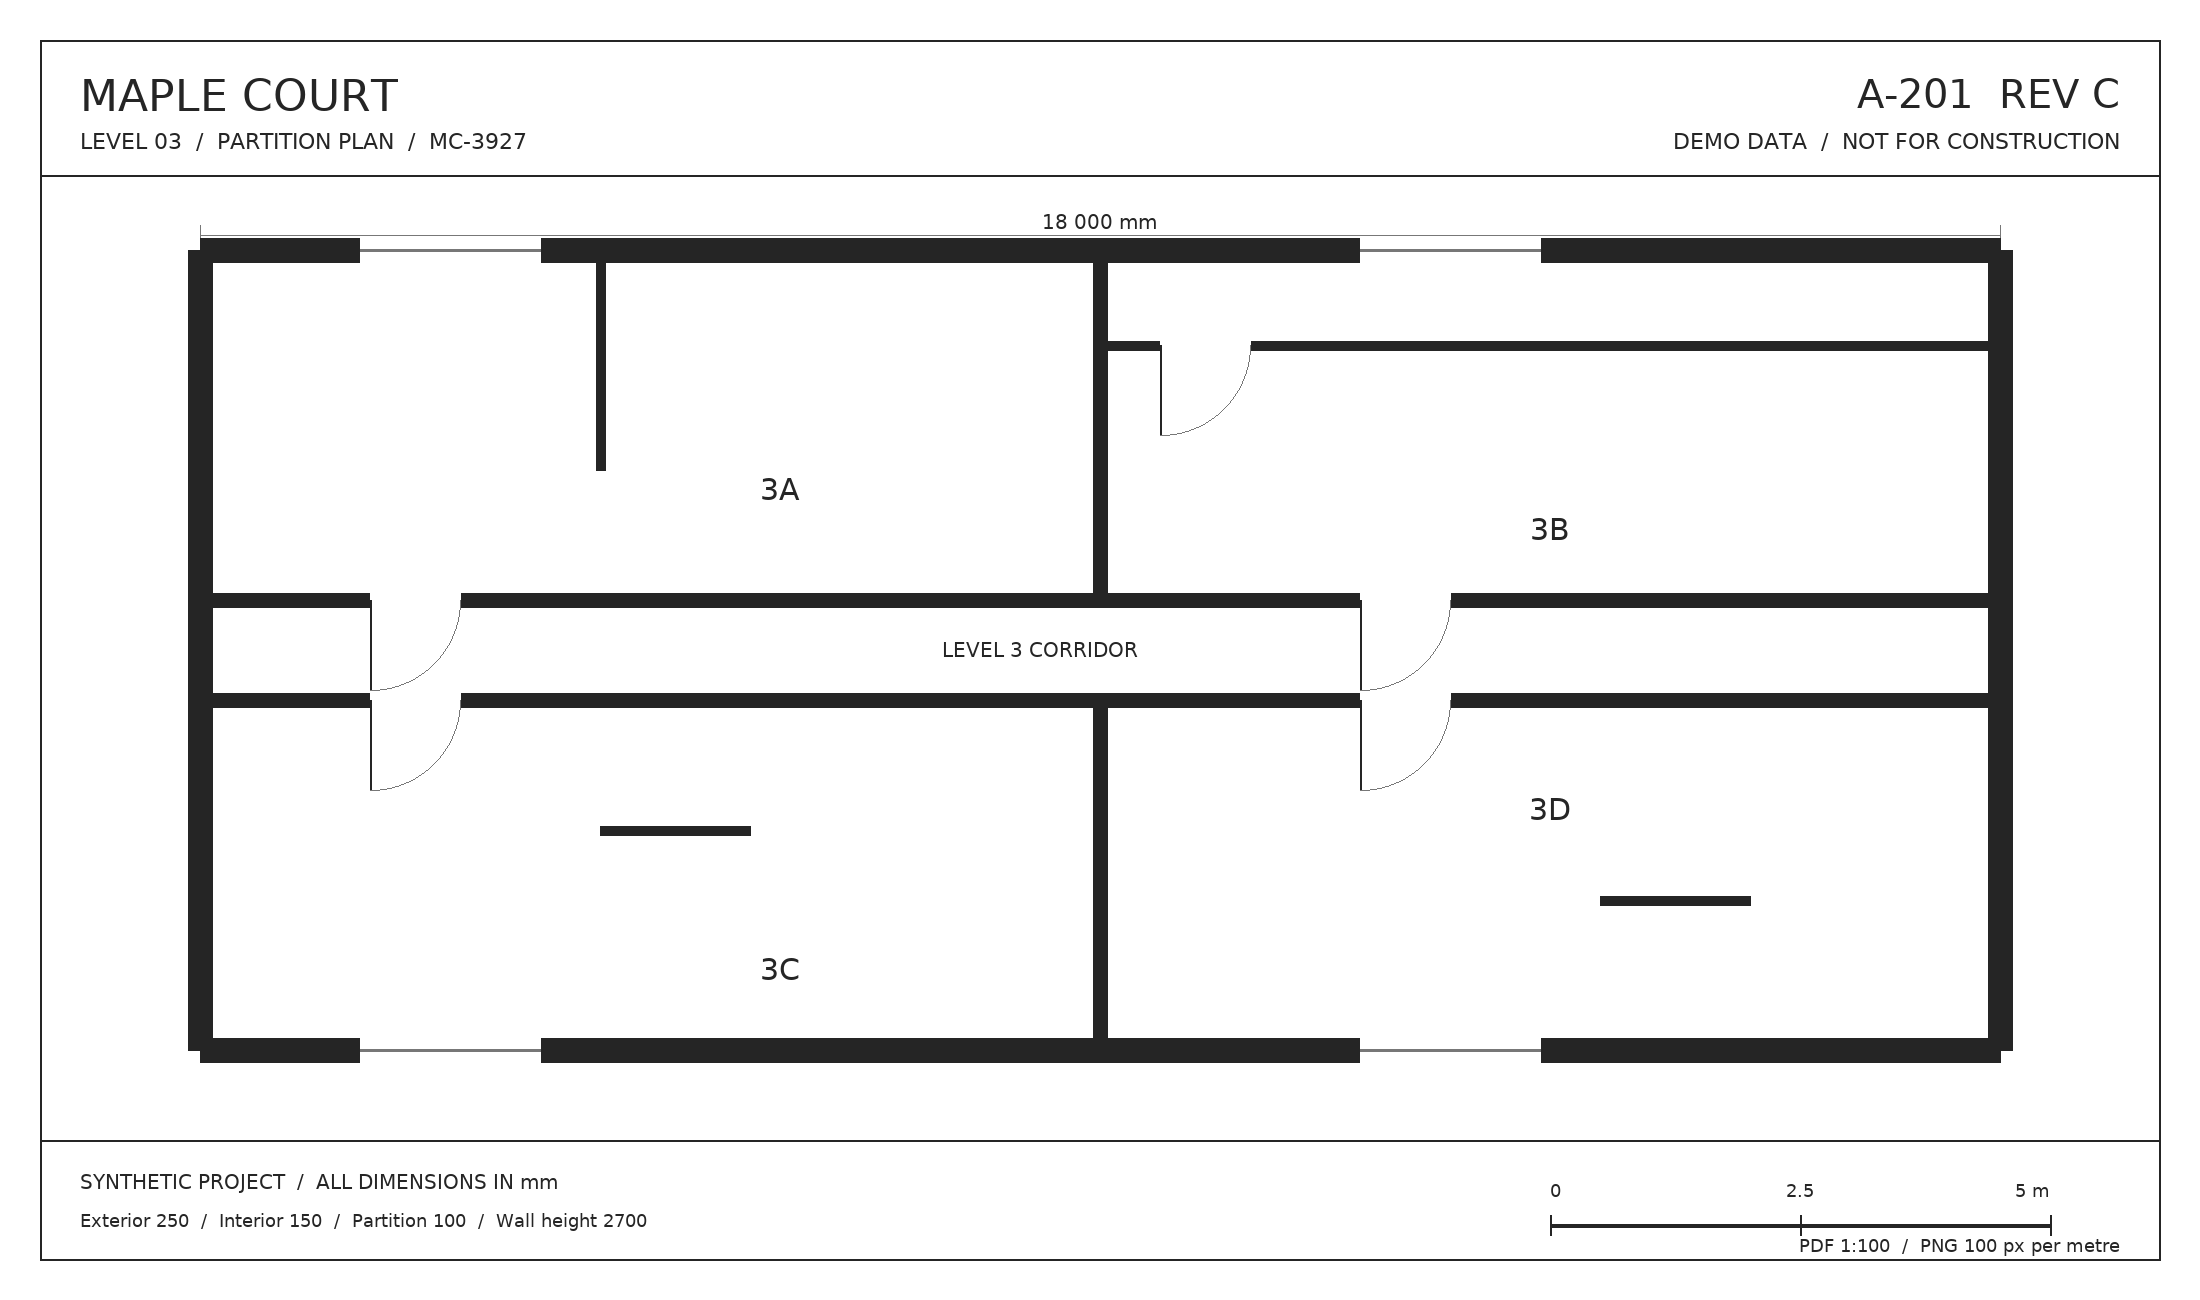 MAPLE COURT
LEVEL 03 / PARTITION PLAN / MC-3927
A-201 REV C
DEMO DATA / NOT FOR CONSTRUCTION
18 000 mm
3A
3B
LEVEL 3 CORRIDOR
3D
3C
SYNTHETIC PROJECT / ALL DIMENSIONS IN mm
Exterior 250 / Interior 150 / Partition 100 / Wall height 2700
0 2.5 5 m
PDF 1:100 / PNG 100 px per metre